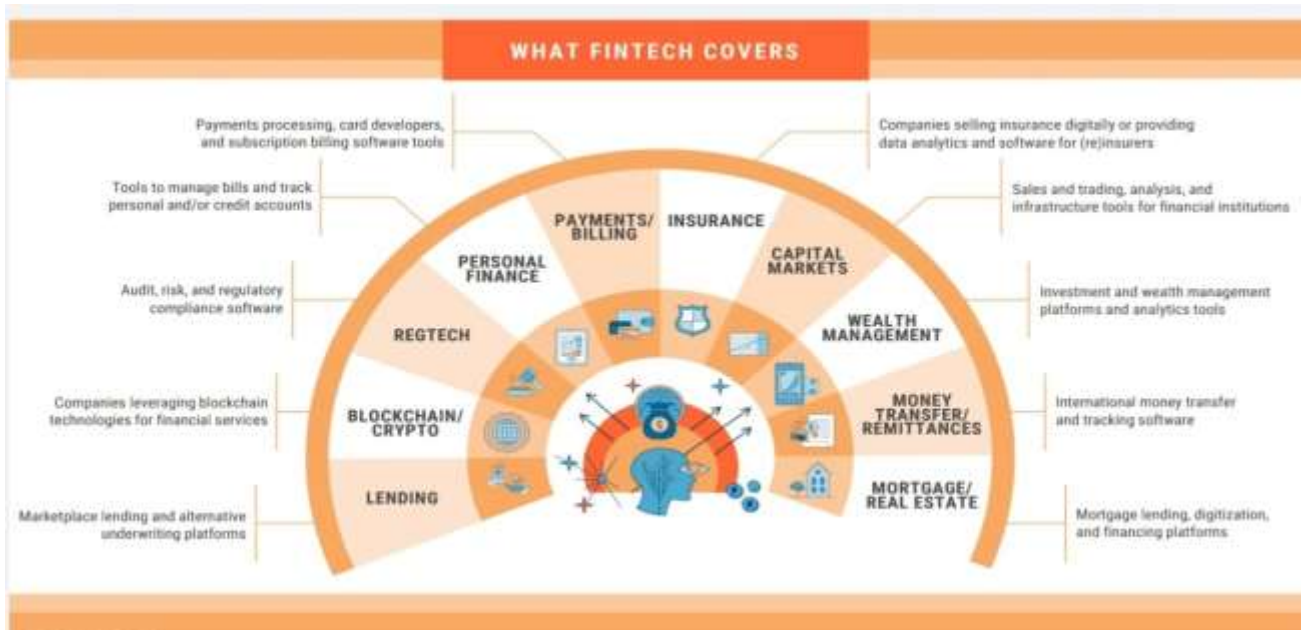 WHAT FINTECH COVERS
Payments processing, card developers,
and subscription billing software tools
Companies selling insurance digitally or providing
data analytics and software for (re)insurers
Tools to manage bills and track
personal and/or credit accounts
Sales and trading, analysis, and
infrastructure tools for financial institutions
Audit, risk, and regulatory
compliance software
Investment and wealth management
platforms and analytics tools
Companies leveraging blockchain
technologies for financial services
International money transfer
and tracking software
Marketplace lending and alternative
underwriting platforms
Mortgage lending, digitization,
and financing platforms
LENDING
BLOCKCHAIN/
CRYPTO
REGTECH
PERSONAL
FINANCE
PAYMENTS/
BILLING
INSURANCE
CAPITAL
MARKETS
WEALTH
MANAGEMENT
MONEY
TRANSFER/
REMITTANCES
MORTGAGE/
REAL ESTATE